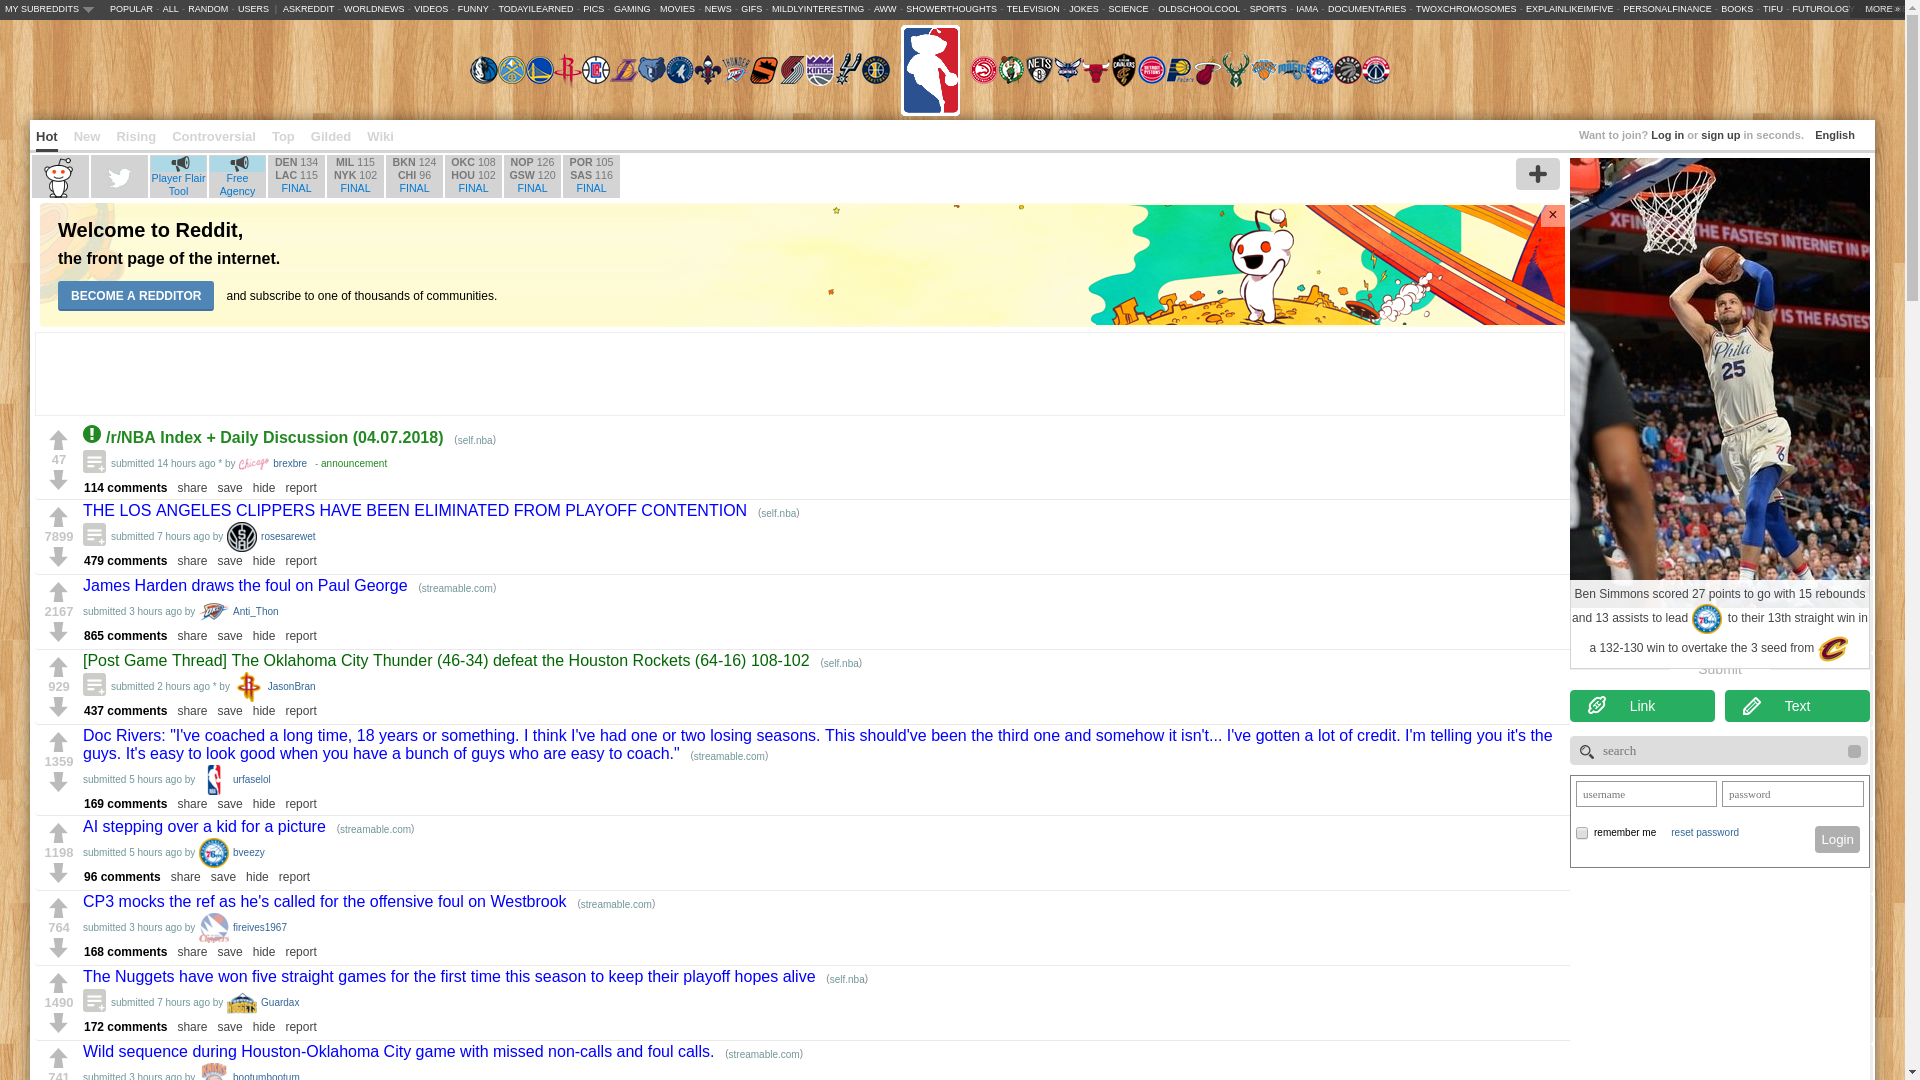 MY SUBREDDITS POPULAR - ALL - RANDOM - USERS | ASKREDDIT - WORLDNEWS - VIDEOS - FUNNY - TODAYILEARNED - PICS - GAMING - MOVIES - NEWS - GIFS - MILDLYINTERESTING - AWW - SHOWERTHOUGHTS - TELEVISION - JOKES - SCIENCE - OLDSCHOOLCOOL - SPORTS - IAMA - DOCUMENTARIES - TWOXCHROMOSOMES - EXPLAINLIKEIMFIVE - PERSONALFINANCE - BOOKS - TIFU - FUTUROLOGY MORE »
Hot New Rising Controversial Top Gilded Wiki
Want to join? Log in or sign up in seconds. English
Player Flair
Tool
Free
Agency
DEN 134
LAC 115
FINAL
MIL 115
NYK 102
FINAL
BKN 124
CHI 96
FINAL
OKC 108
HOU 102
FINAL
NOP 126
GSW 120
FINAL
POR 105
SAS 116
FINAL
Welcome to Reddit,
the front page of the internet.
BECOME A REDDITOR and subscribe to one of thousands of communities.
×
47
/r/NBA Index + Daily Discussion (04.07.2018) (self.nba)
submitted 14 hours ago * by Chicago brexbre - announcement
114 comments share save hide report
7899
THE LOS ANGELES CLIPPERS HAVE BEEN ELIMINATED FROM PLAYOFF CONTENTION (self.nba)
submitted 7 hours ago by rosesarewet
479 comments share save hide report
2167
James Harden draws the foul on Paul George (streamable.com)
submitted 3 hours ago by Anti_Thon
865 comments share save hide report
929
[Post Game Thread] The Oklahoma City Thunder (46-34) defeat the Houston Rockets (64-16) 108-102 (self.nba)
submitted 2 hours ago * by JasonBran
437 comments share save hide report
1359
Doc Rivers: "I've coached a long time, 18 years or something. I think I've had one or two losing seasons. This should've been the third one and somehow it isn't... I've gotten a lot of credit. I'm telling you it's the
guys. It's easy to look good when you have a bunch of guys who are easy to coach." (streamable.com)
submitted 5 hours ago by urfaselol
169 comments share save hide report
1198
AI stepping over a kid for a picture (streamable.com)
submitted 5 hours ago by bveezy
96 comments share save hide report
764
CP3 mocks the ref as he's called for the offensive foul on Westbrook (streamable.com)
submitted 3 hours ago by fireives1967
168 comments share save hide report
1490
The Nuggets have won five straight games for the first time this season to keep their playoff hopes alive (self.nba)
submitted 7 hours ago by Guardax
172 comments share save hide report
741
Wild sequence during Houston-Oklahoma City game with missed non-calls and foul calls. (streamable.com)
submitted 3 hours ago by bootumbootum
Phila
25
Ben Simmons scored 27 points to go with 15 rebounds
and 13 assists to lead to their 13th straight win in
a 132-130 win to overtake the 3 seed from
Submit
Link Text
search
username password
remember me reset password Login